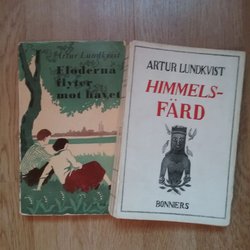 Artur Lundkvist
Floderna
flyter
mot havet
ARTUR LUNDKVIST
HIMMELS-
FÄRD
BONNIERS